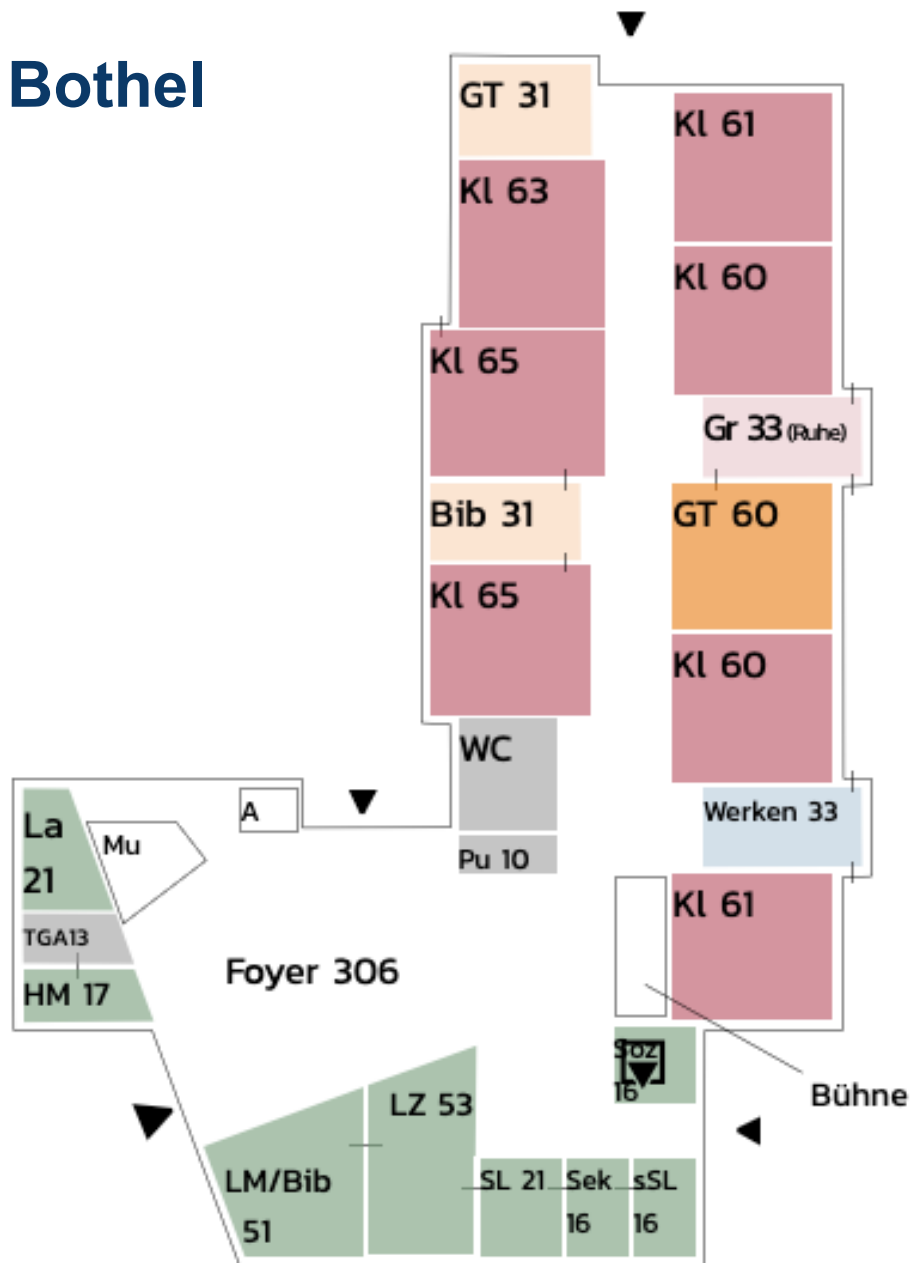 Bothel
GT 31
Kl 61
Kl 63
Kl 60
Kl 65
Gr 33 (Ruhe)
Bib 31
GT 60
Kl 65
Kl 60
WC
A
Werken 33
La
21
Mu
Pu 10
Kl 61
TGA13
Foyer 306
HM 17
Soz
16
Bühne
LZ 53
LM/Bib
51
SL 21
Sek
16
sSL
16